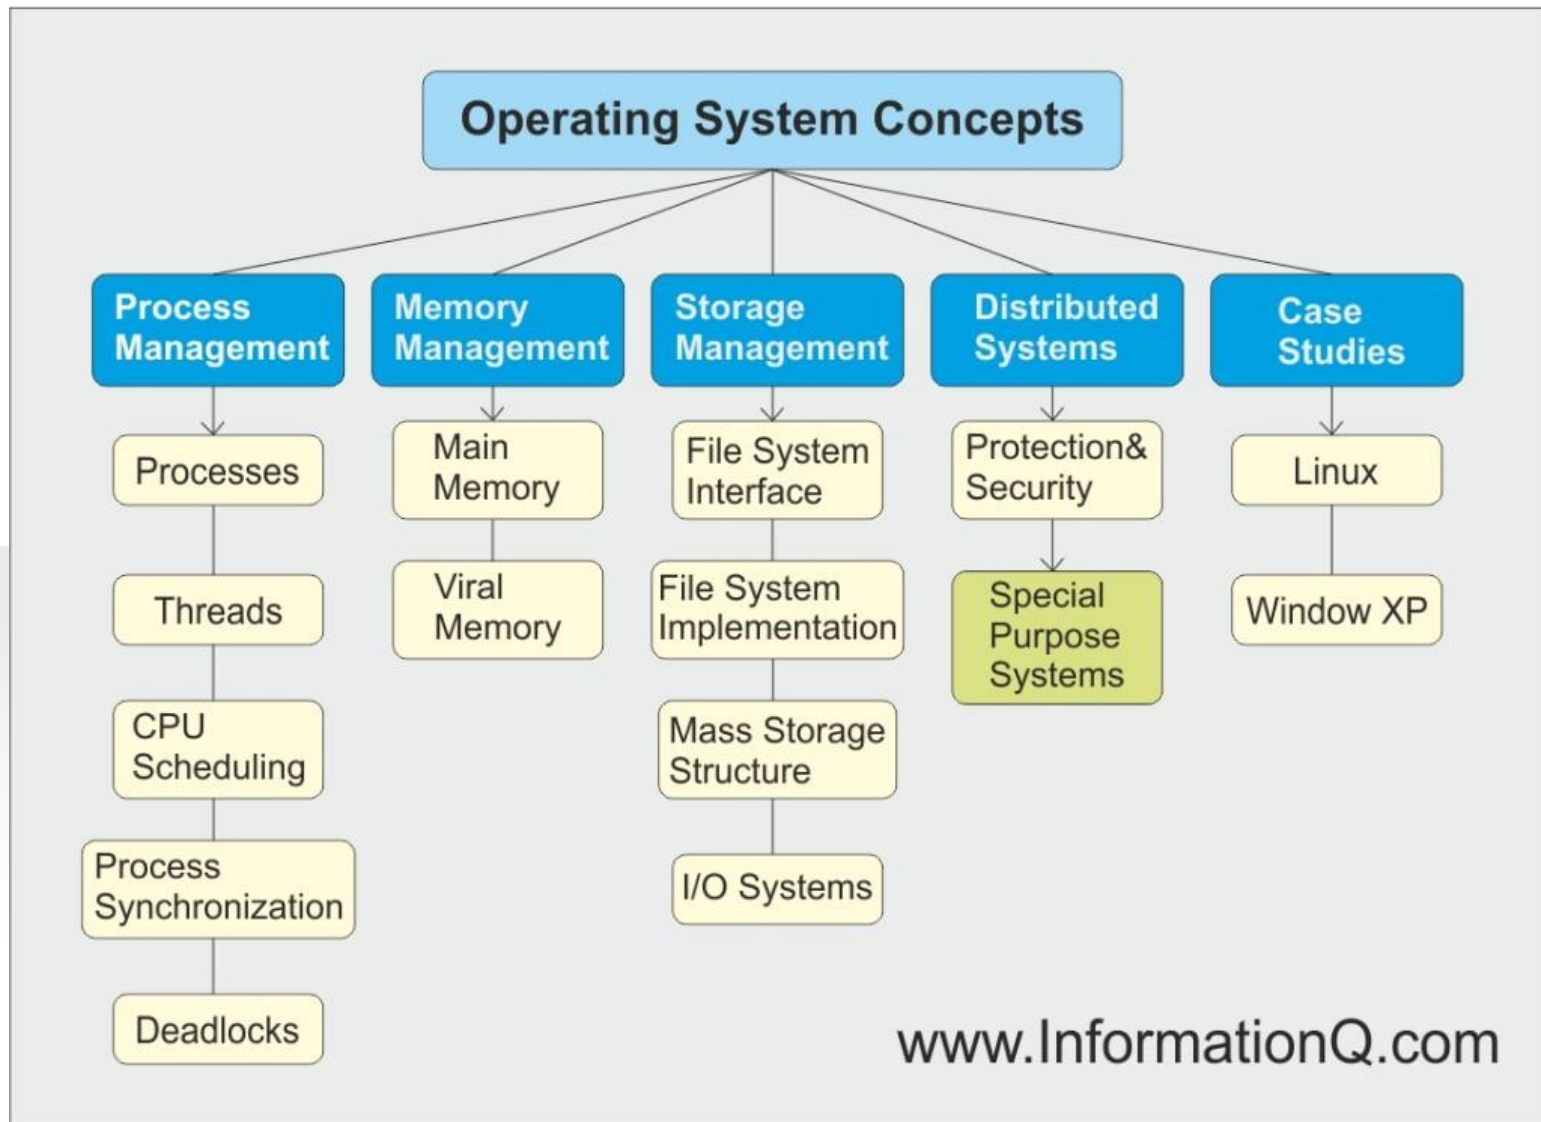 Operating System Concepts
Process
Management
Memory
Management
Storage
Management
Distributed
Systems
Case
Studies
Processes
Threads
CPU
Scheduling
Process
Synchronization
Deadlocks
Main
Memory
Viral
Memory
File System
Interface
File System
Implementation
Mass Storage
Structure
I/O Systems
Protection&
Security
Special
Purpose
Systems
Linux
Window XP
www.InformationQ.com